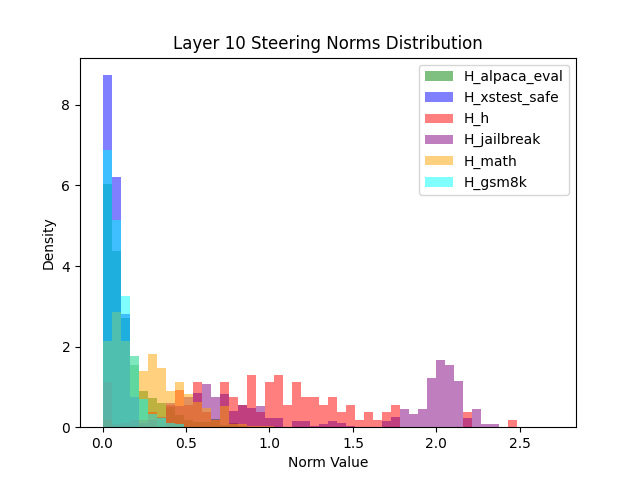 Layer 10 Steering Norms Distribution
H_alpaca_eval
H_xstest_safe
H_h
H_jailbreak
H_math
H_gsm8k
Density
8
6
4
2
0
0.0 0.5 1.0 1.5 2.0 2.5
Norm Value